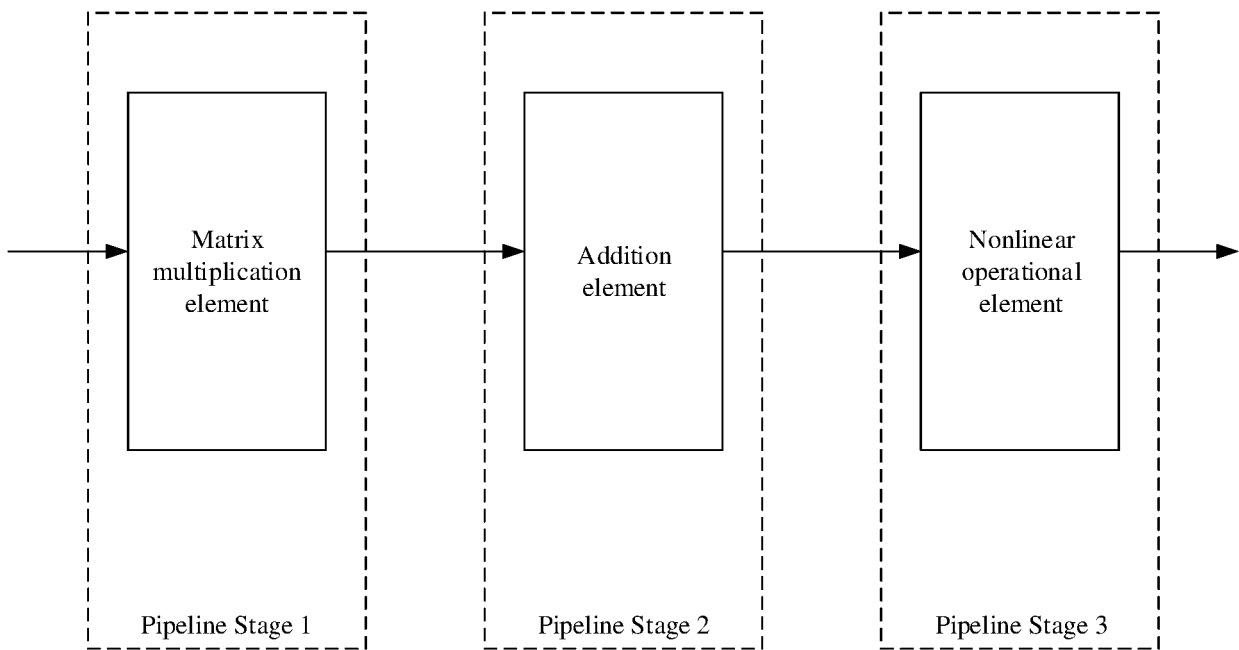 Matrix
multiplication
element
Addition
element
Nonlinear
operational
element
Pipeline Stage 1
Pipeline Stage 2
Pipeline Stage 3